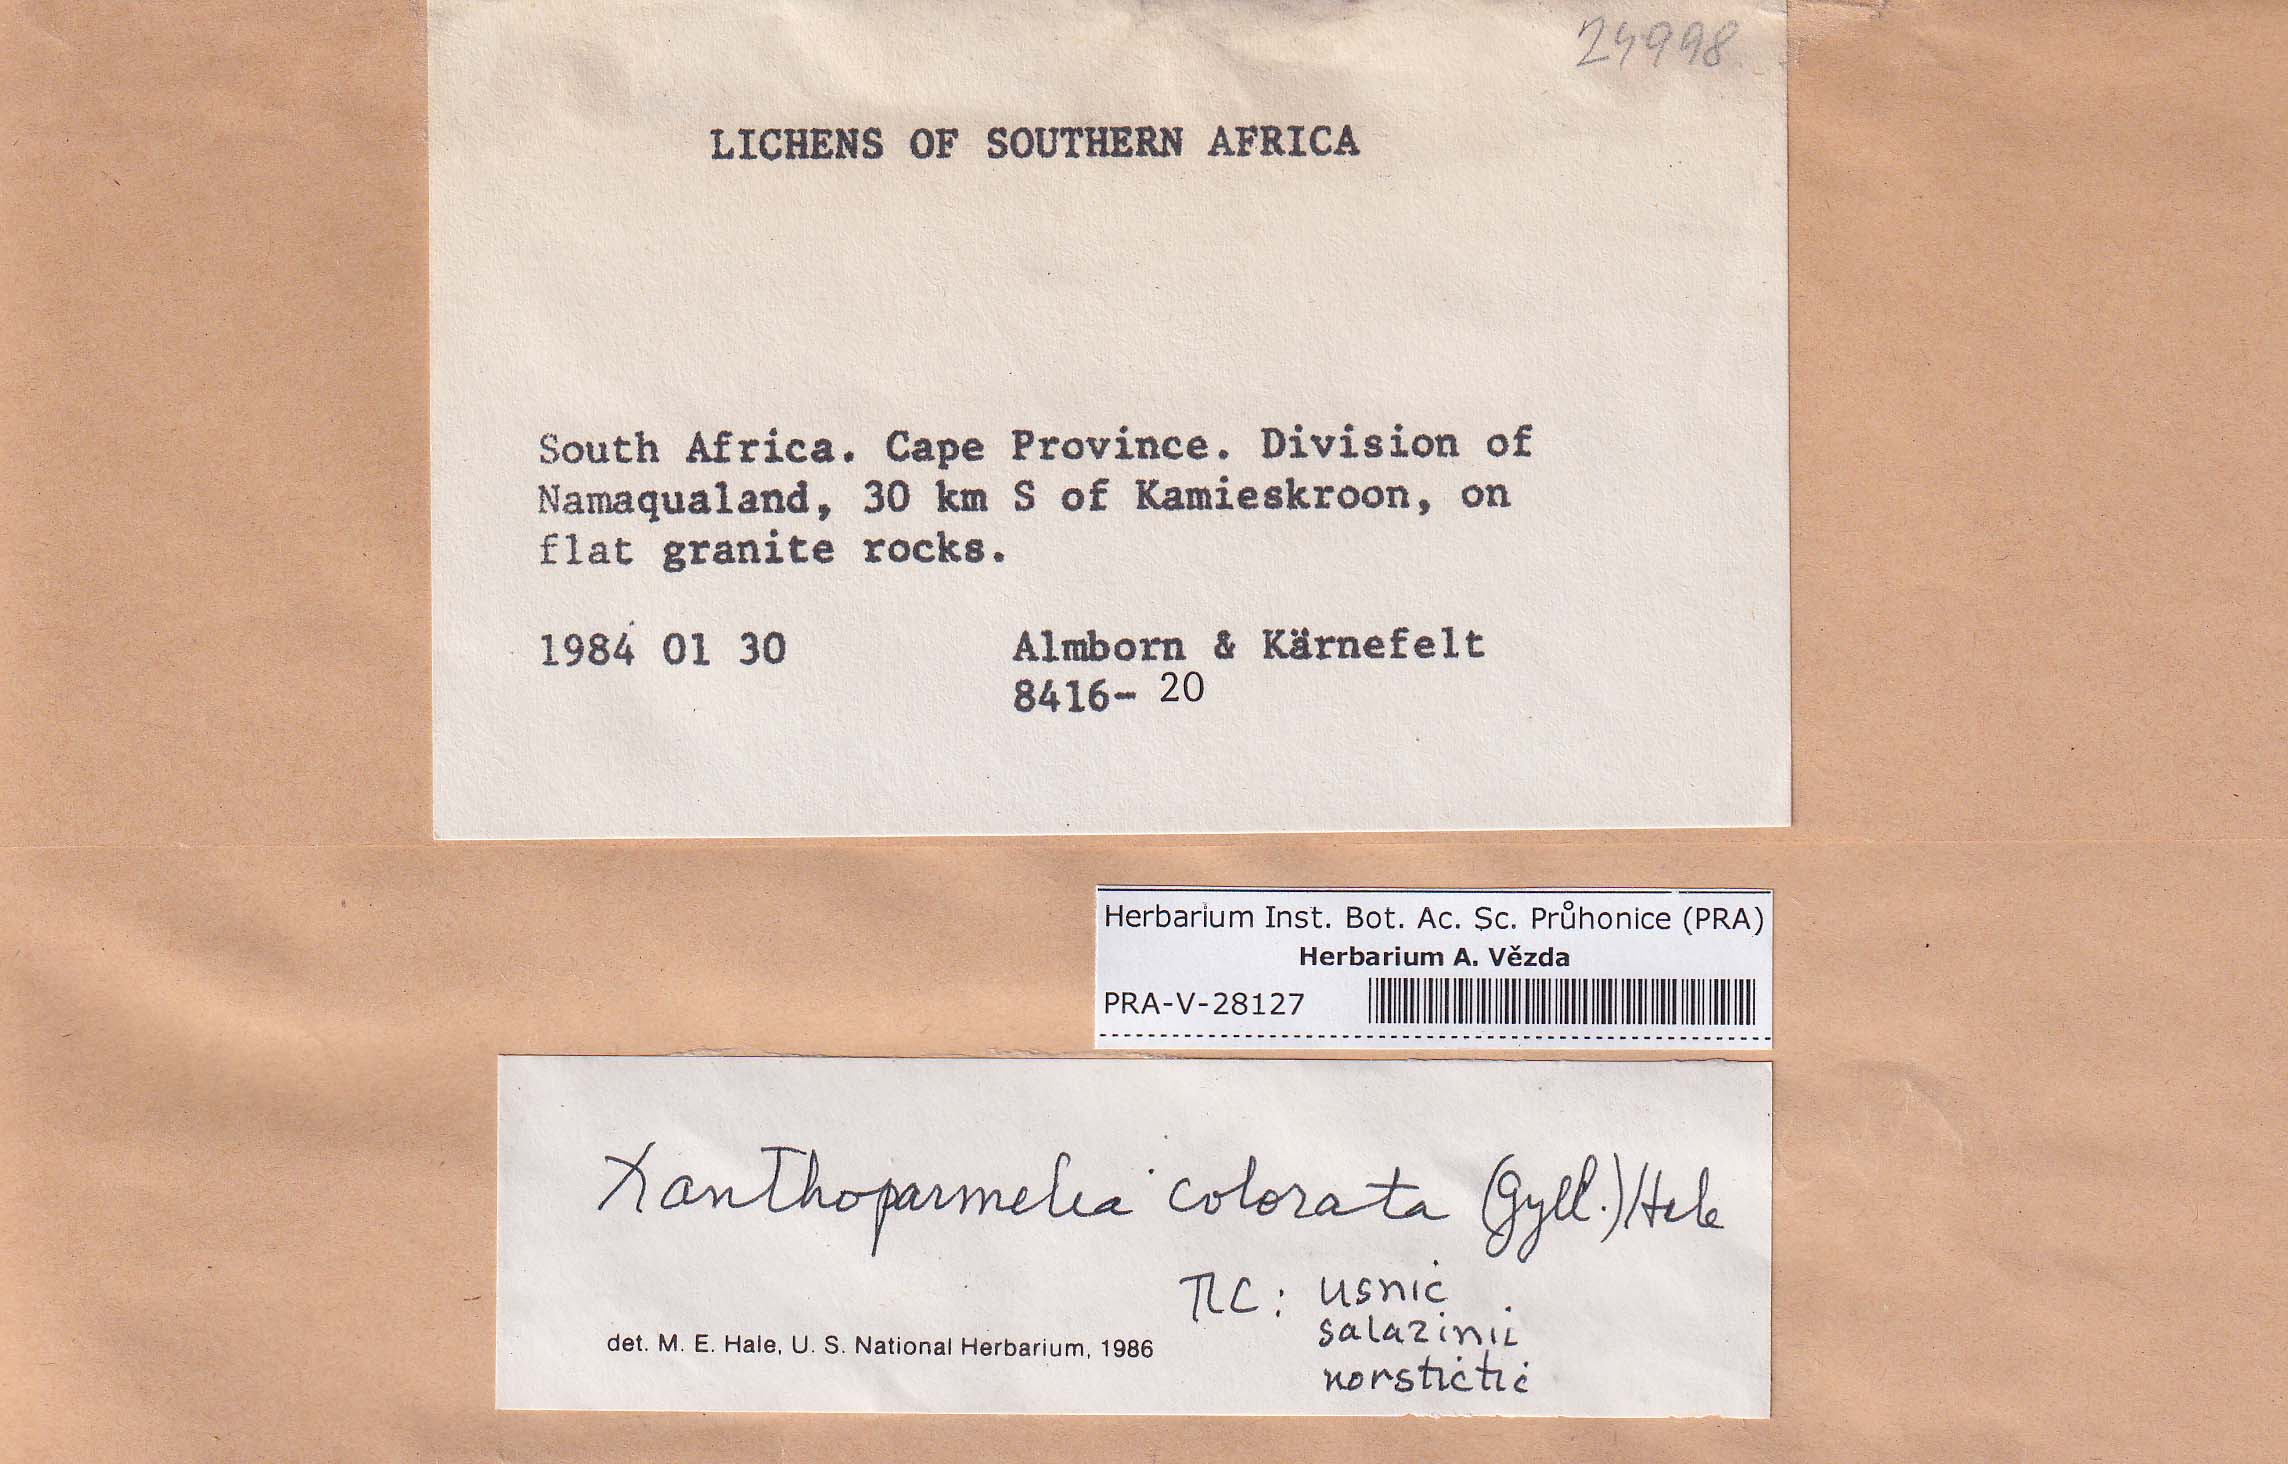 24998
LICHENS OF SOUTHERN AFRICA
South Africa. Cape Province. Division of
Namaqualand, 30 km S of Kamieskroon, on
flat granite rocks.
1984 01 30 Almborn & Kärnefelt
8416- 20
Herbarium Inst. Bot. Ac. Sc. Průhonice (PRA)
Herbarium A. Vězda
PRA-V-28127
Xanthoparmelia colorata (Gyll.) Hale
TLC: usnic
salazinic
norstictic
det. M. E. Hale, U. S. National Herbarium, 1986